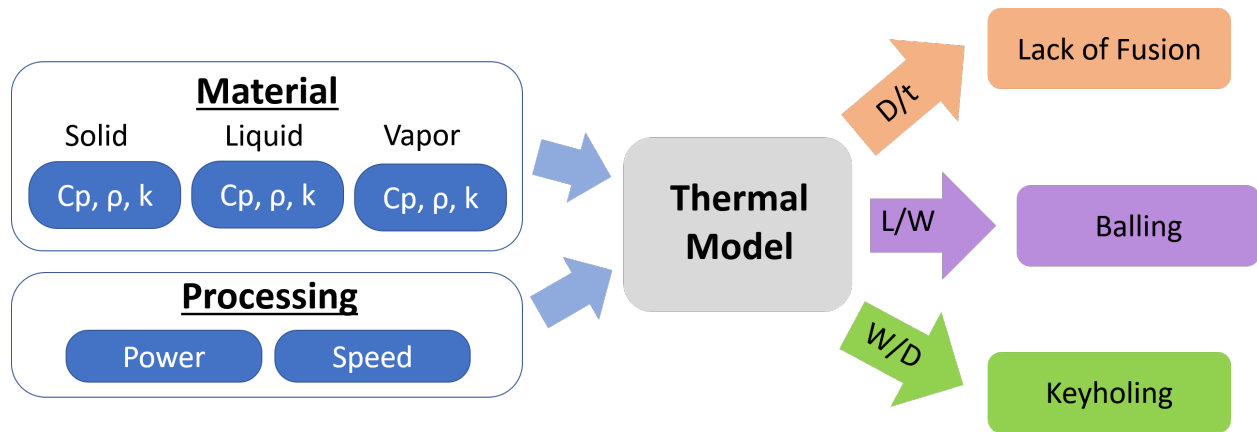 Material
Solid
Liquid
Vapor
Cp, ρ, k
Cp, ρ, k
Cp, ρ, k
Processing
Power
Speed
Thermal
Model
D/t
Lack of Fusion
L/W
Balling
W/D
Keyholing